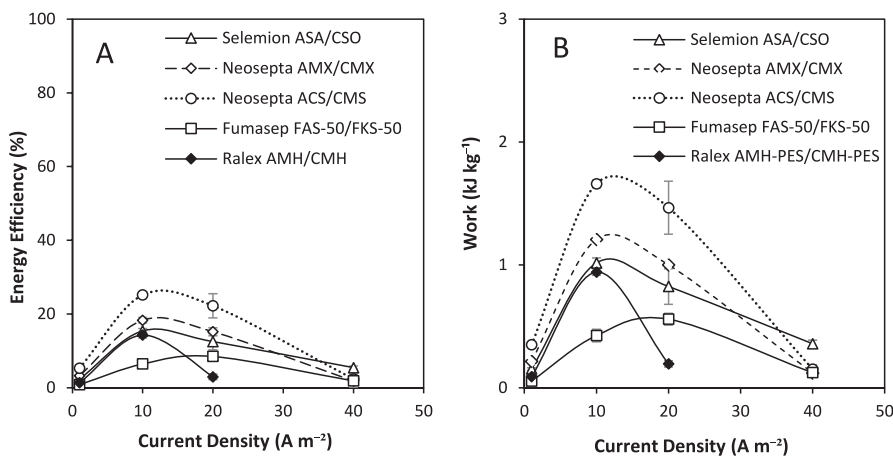 A
Selemion ASA/CSO
Neosepta AMX/CMX
Neosepta ACS/CMS
Fumasep FAS-50/FKS-50
Ralex AMH/CMH
100
80
60
40
20
0
Energy Efficiency (%)
0 10 20 30 40 50
Current Density (A m⁻²)
B
Selemion ASA/CSO
Neosepta AMX/CMX
Neosepta ACS/CMS
Fumasep FAS-50/FKS-50
Ralex AMH-PES/CMH-PES
3
2
1
0
Work (kJ kg⁻¹)
0 10 20 30 40 50
Current Density (A m⁻²)